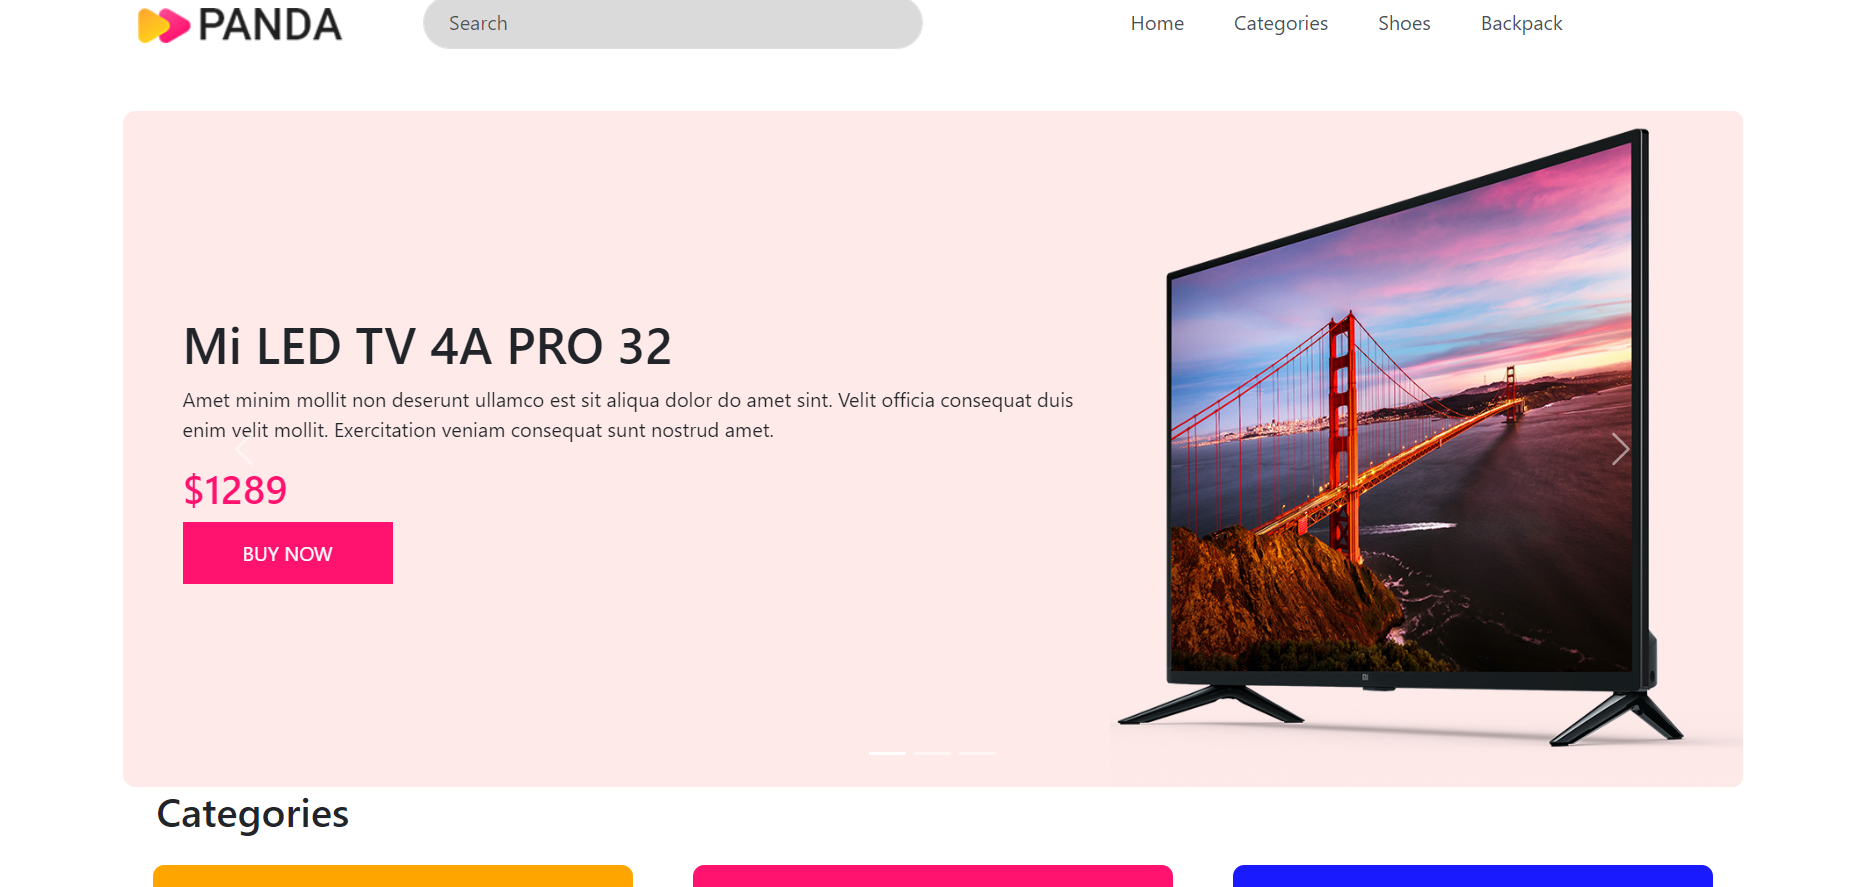 PANDA
Search
Home
Categories
Shoes
Backpack
Mi LED TV 4A PRO 32
Amet minim mollit non deserunt ullamco est sit aliqua dolor do amet sint. Velit officia consequat duis
enim velit mollit. Exercitation veniam consequat sunt nostrud amet.
$1289
BUY NOW
mi
Categories